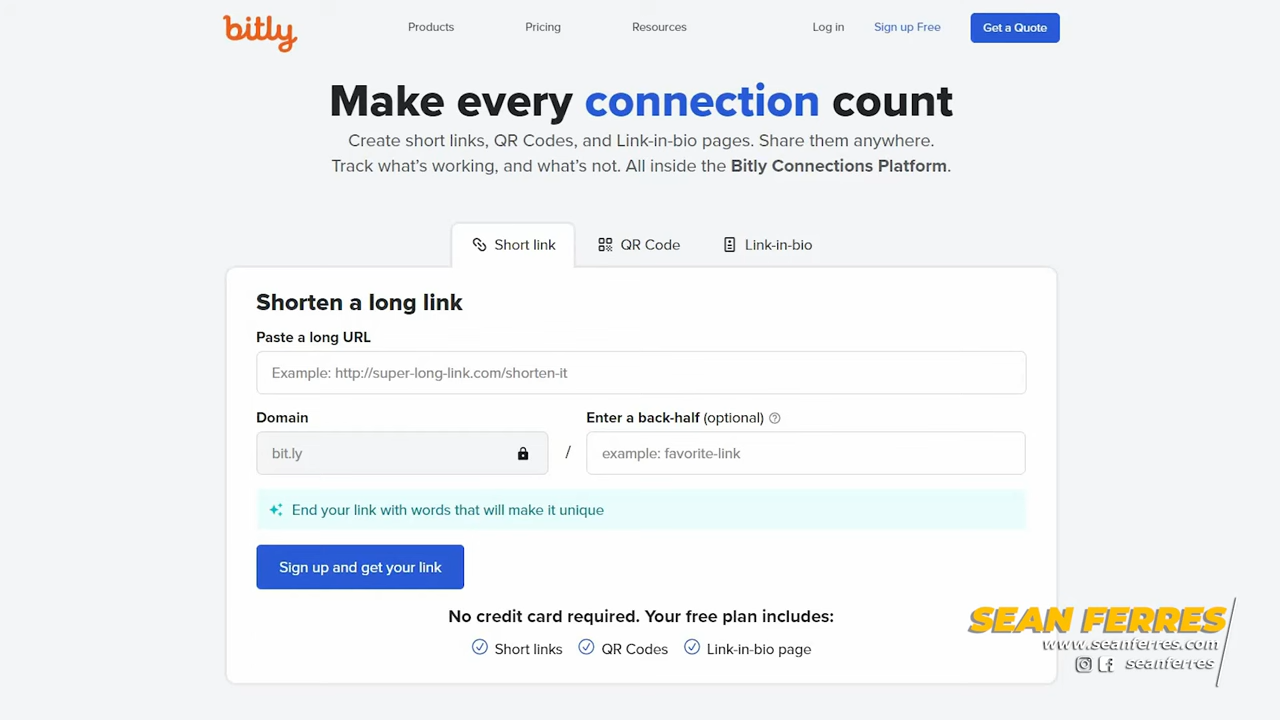 bitly
Products
Pricing
Resources
Log in
Sign up Free
Get a Quote
Make every connection count
Create short links, QR Codes, and Link-in-bio pages. Share them anywhere.
Track what’s working, and what’s not. All inside the Bitly Connections Platform.
Short link
QR Code
Link-in-bio
Shorten a long link
Paste a long URL
Example: http://super-long-link.com/shorten-it
Domain
Enter a back-half (optional)
bit.ly
/
example: favorite-link
End your link with words that will make it unique
Sign up and get your link
No credit card required. Your free plan includes:
Short links
QR Codes
Link-in-bio page
SEAN FERRES
www.seanferres.com
seanferres